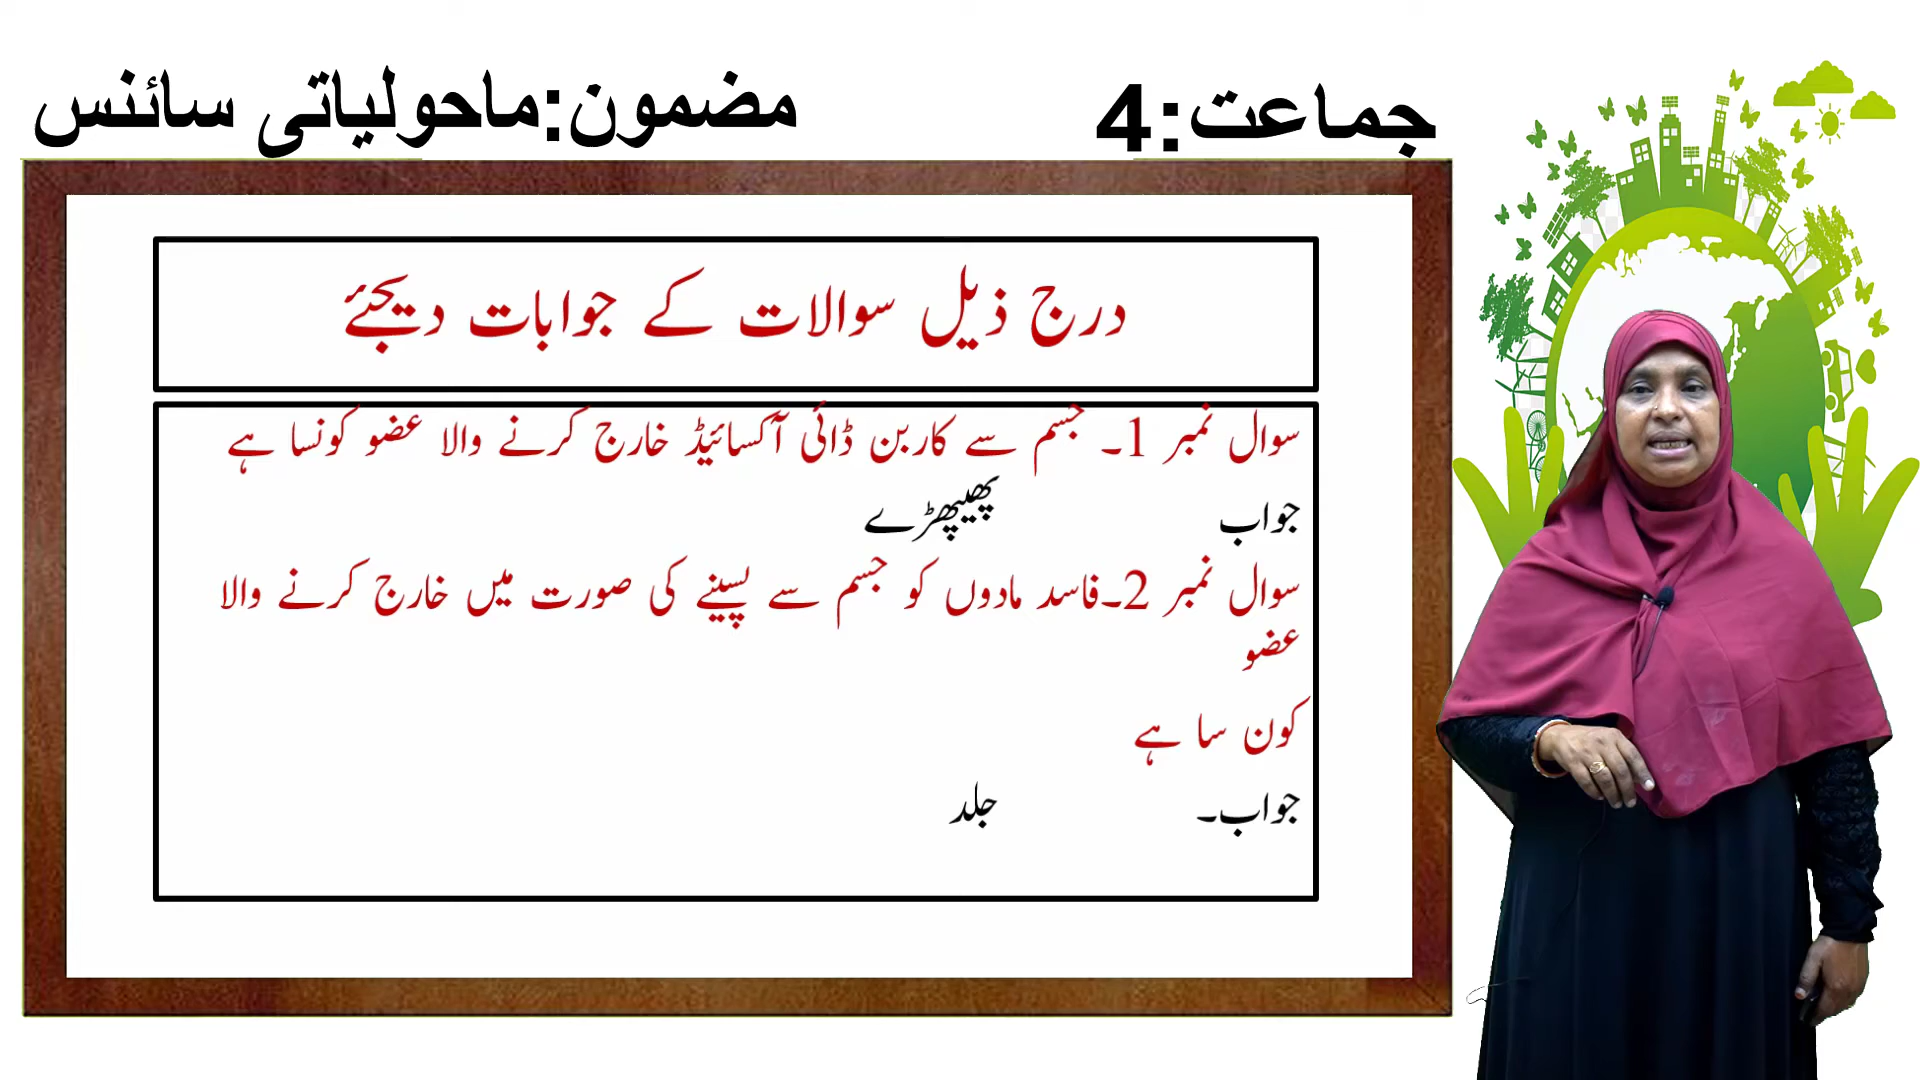 جماعت:4
مضمون:ماحولیاتی سائنس
درج ذیل سوالات کے جوابات دیجئے
سوال نمبر 1۔ جسم سے کاربن ڈائی آکسائیڈ خارج کرنے والا عضو کونسا ہے
جواب پھیپھڑے
سوال نمبر 2۔فاسد مادوں کو جسم سے پسینے کی صورت میں خارج کرنے والا
عضو
کون سا ہے
جواب۔ جلد